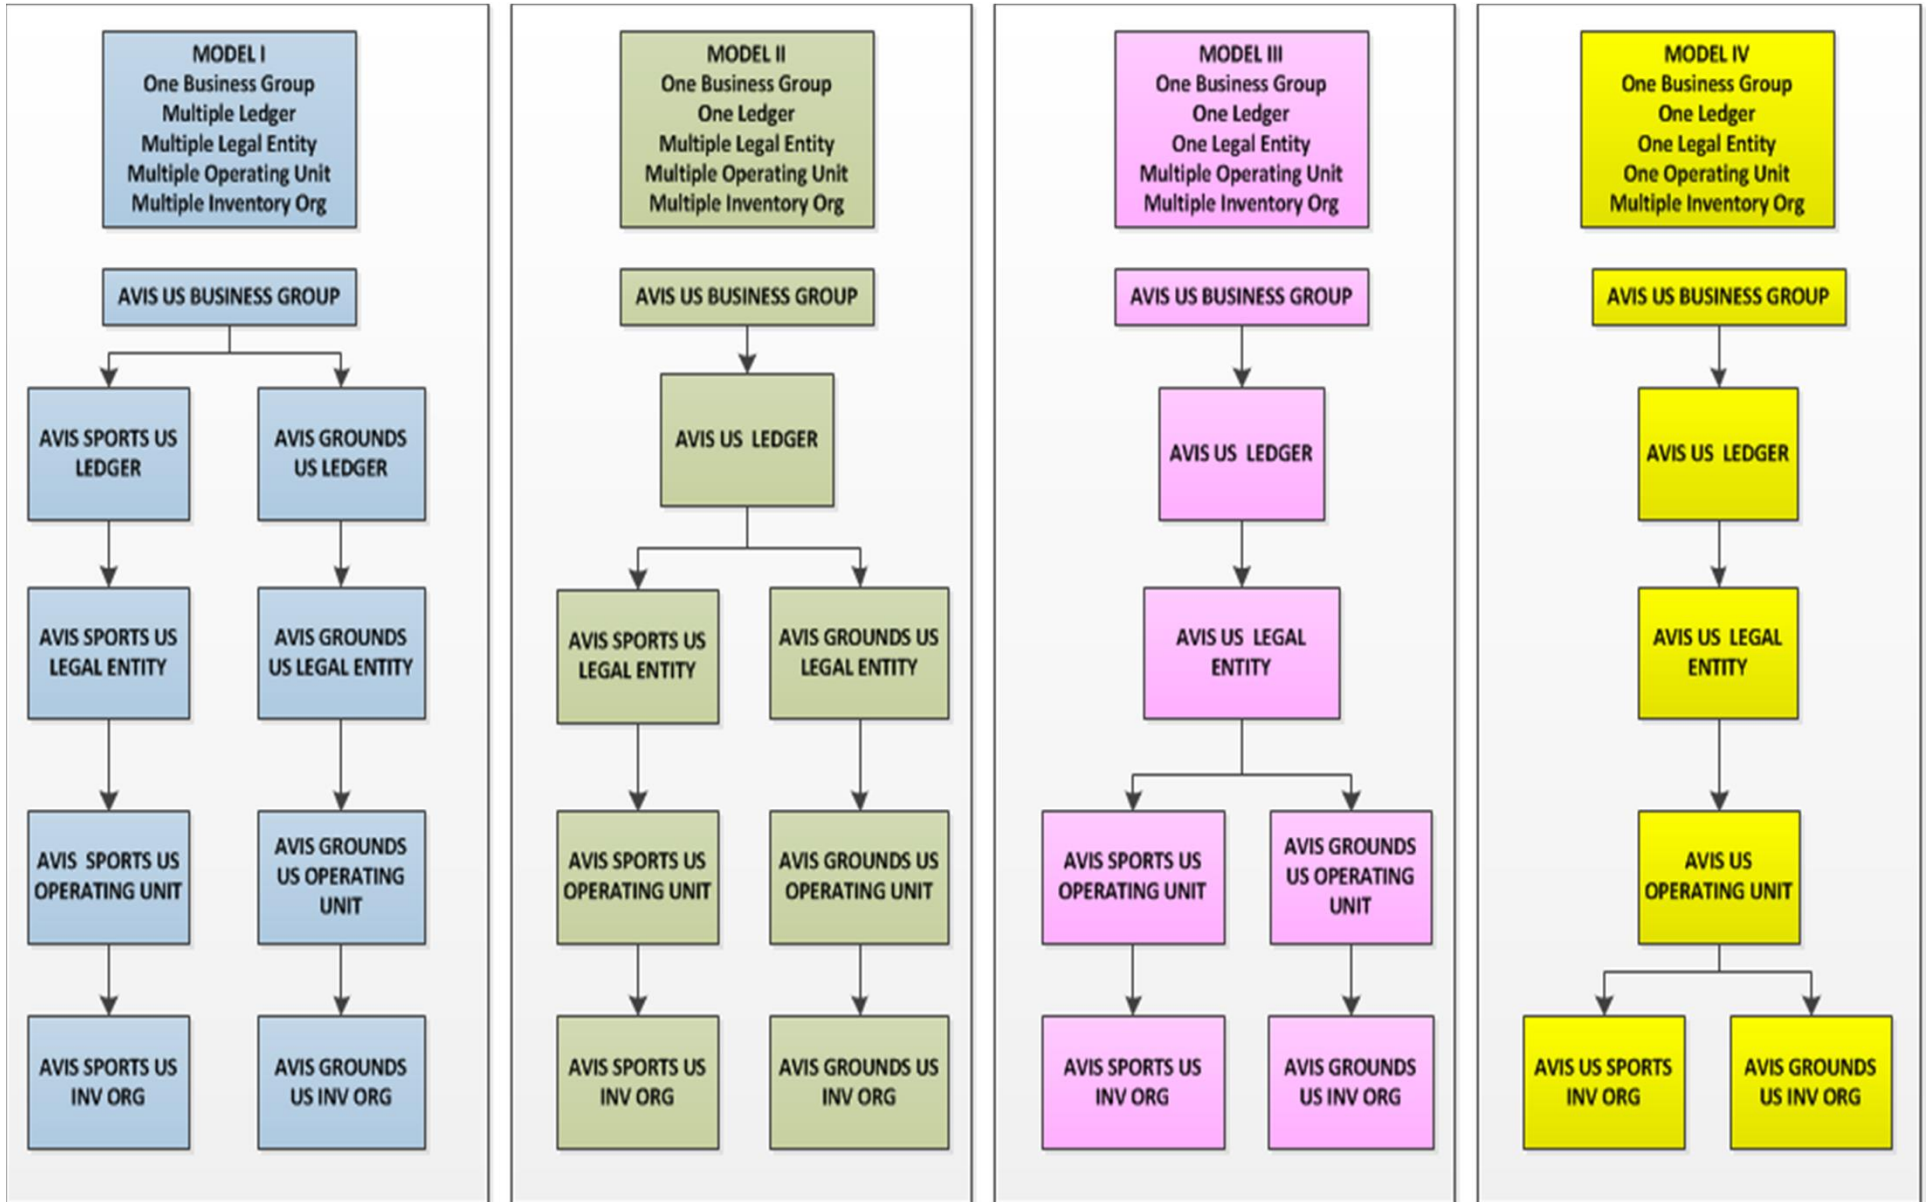 MODEL I
One Business Group
Multiple Ledger
Multiple Legal Entity
Multiple Operating Unit
Multiple Inventory Org
AVIS US BUSINESS GROUP
AVIS SPORTS US
LEDGER
AVIS GROUNDS
US LEDGER
AVIS SPORTS US
LEGAL ENTITY
AVIS GROUNDS
US LEGAL ENTITY
AVIS SPORTS US
OPERATING UNIT
AVIS GROUNDS
US OPERATING
UNIT
AVIS SPORTS US
INV ORG
AVIS GROUNDS
US INV ORG
MODEL II
One Business Group
One Ledger
Multiple Legal Entity
Multiple Operating Unit
Multiple Inventory Org
AVIS US BUSINESS GROUP
AVIS US LEDGER
AVIS SPORTS US
LEGAL ENTITY
AVIS GROUNDS US
LEGAL ENTITY
AVIS SPORTS US
OPERATING UNIT
AVIS GROUNDS US
OPERATING UNIT
AVIS SPORTS US
INV ORG
AVIS GROUNDS US
INV ORG
MODEL III
One Business Group
One Ledger
One Legal Entity
Multiple Operating Unit
Multiple Inventory Org
AVIS US BUSINESS GROUP
AVIS US LEDGER
AVIS US LEGAL
ENTITY
AVIS SPORTS US
OPERATING UNIT
AVIS GROUNDS
US OPERATING
UNIT
AVIS SPORTS US
INV ORG
AVIS GROUNDS
US INV ORG
MODEL IV
One Business Group
One Ledger
One Legal Entity
One Operating Unit
Multiple Inventory Org
AVIS US BUSINESS GROUP
AVIS US LEDGER
AVIS US LEGAL
ENTITY
AVIS US
OPERATING UNIT
AVIS US SPORTS
INV ORG
AVIS GROUNDS
US INV ORG